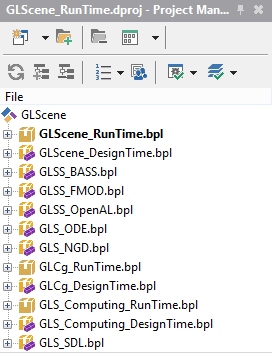 GLScene_RunTime.dproj - Project Man...
File
GLScene
GLScene_RunTime.bpl
GLScene_DesignTime.bpl
GLSS_BASS.bpl
GLSS_FMOD.bpl
GLSS_OpenAL.bpl
GLS_ODE.bpl
GLS_NGD.bpl
GLCg_RunTime.bpl
GLCg_DesignTime.bpl
GLS_Computing_RunTime.bpl
GLS_Computing_DesignTime.bpl
GLS_SDL.bpl